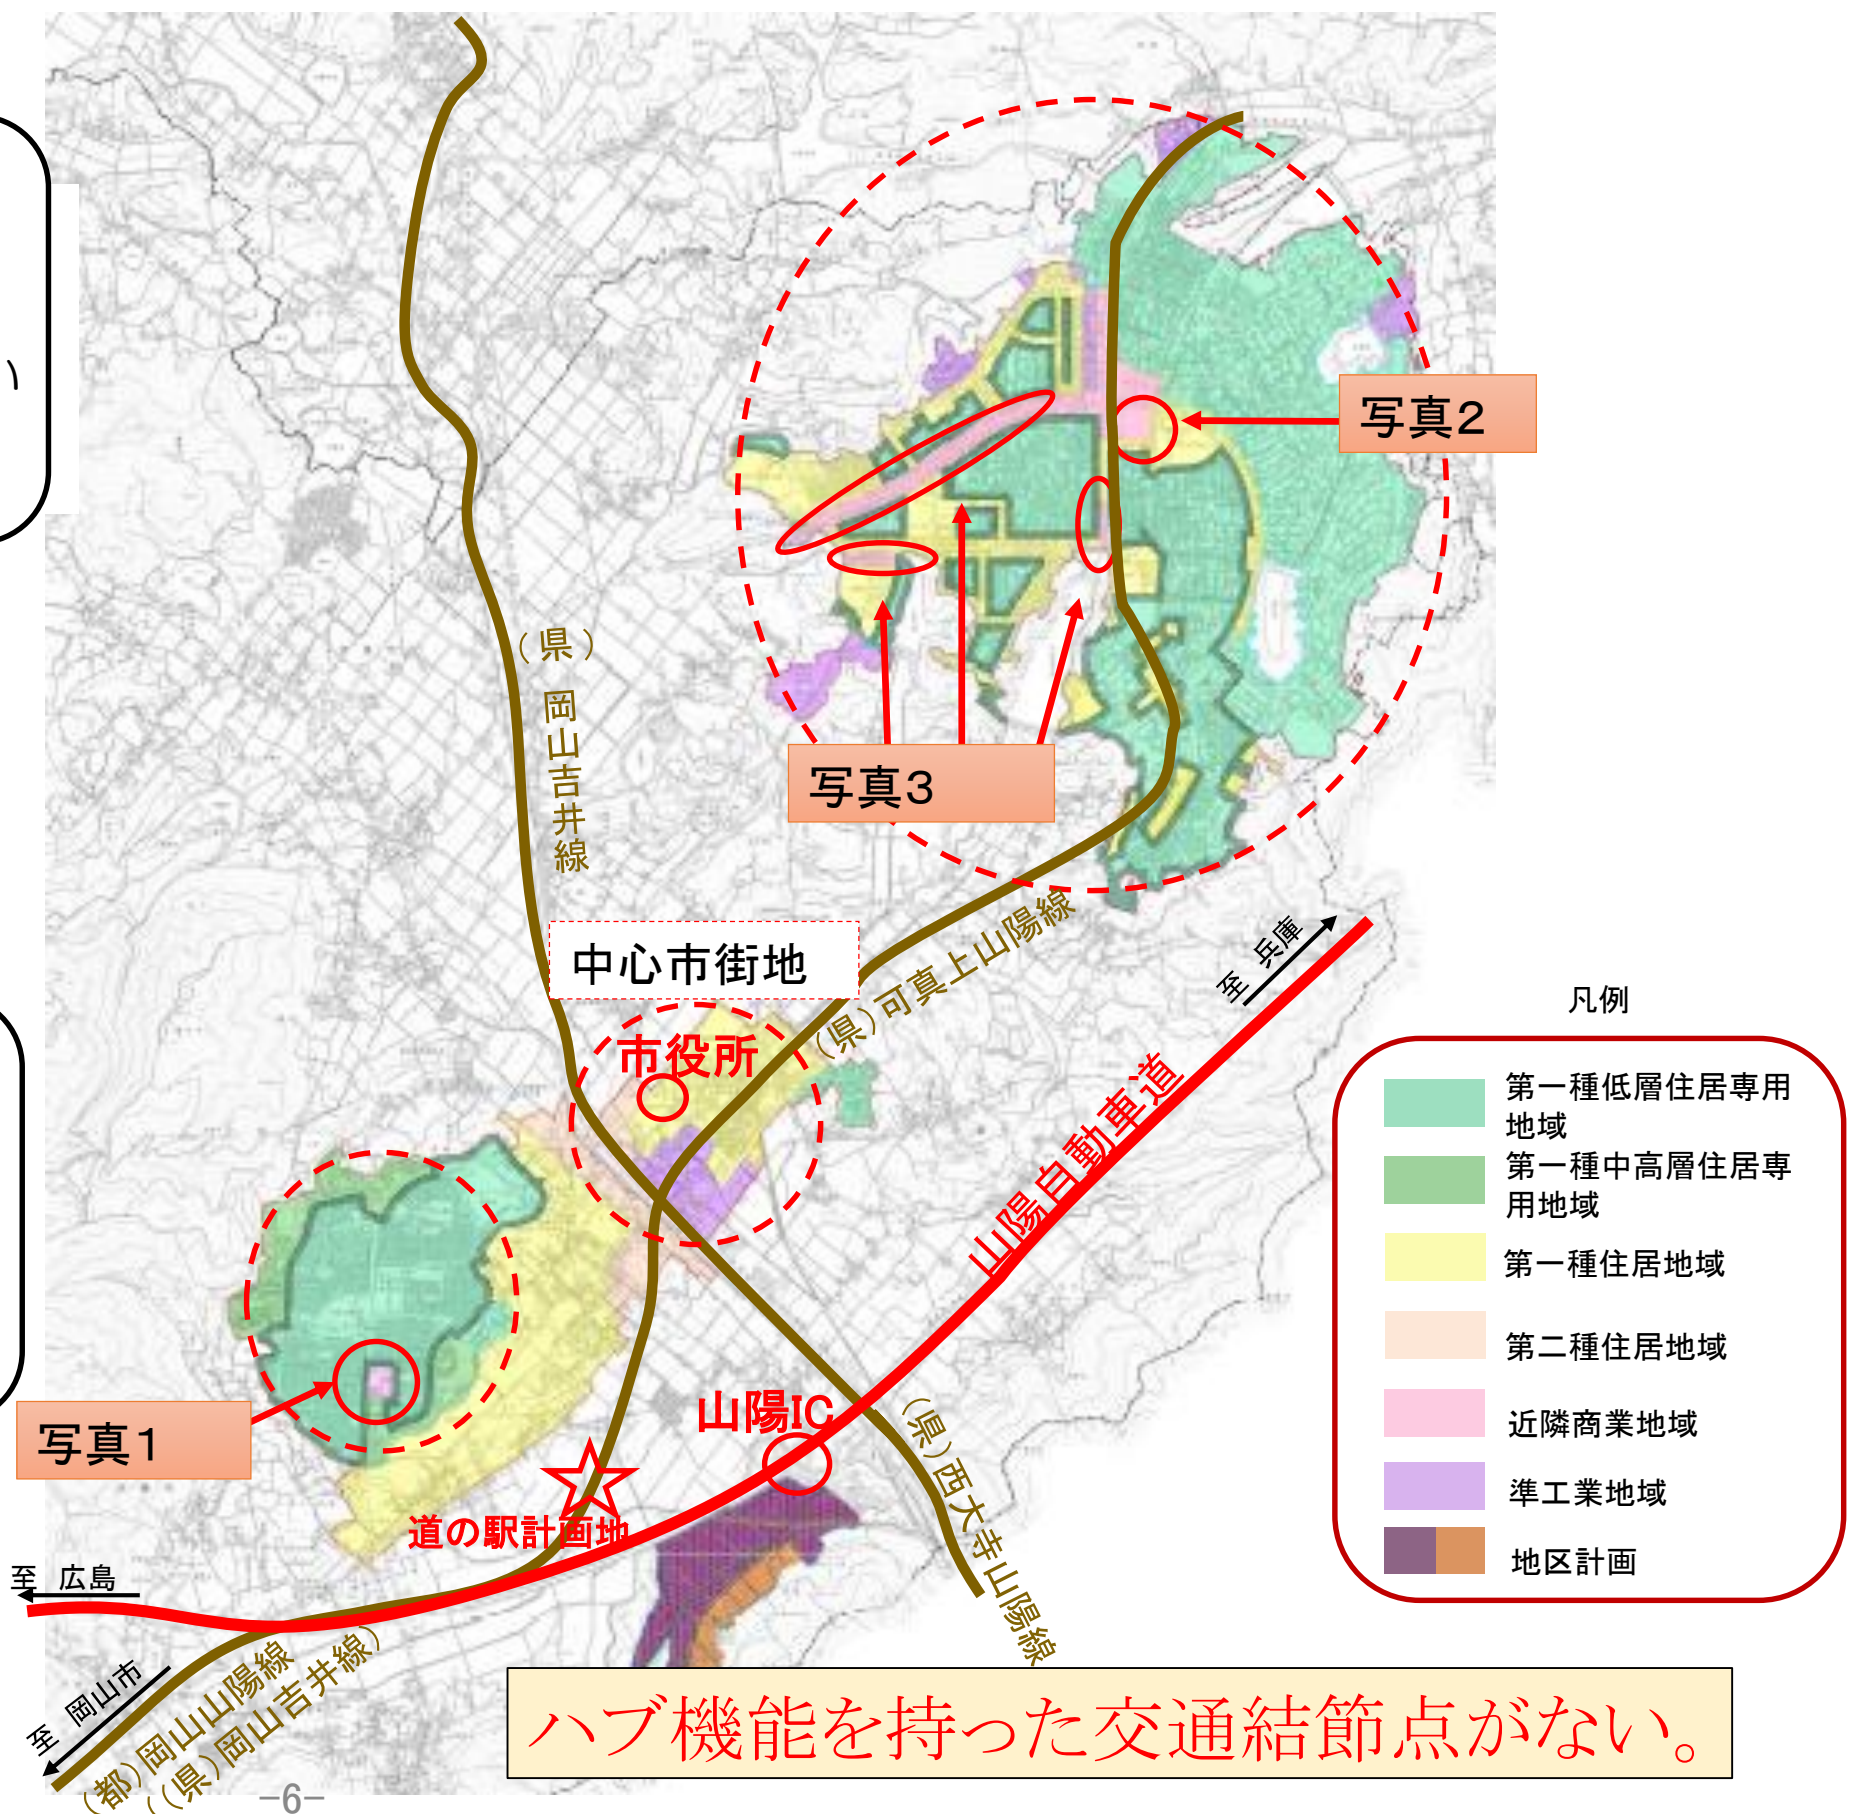 ）
写真２
（県）岡山吉井線
写真３
中心市街地
（県）可真上山陽線
至 兵庫
市役所
山陽自動車道
凡例
第一種低層住居専用
地域
第一種中高層住居専
用地域
第一種住居地域
第二種住居地域
近隣商業地域
準工業地域
地区計画
写真１
山陽IC
（県）西大寺山陽線
道の駅計画地
至 広島
至 岡山市
（都）岡山山陽線
（（県）岡山吉井線）
ハブ機能を持った交通結節点がない。
−6−